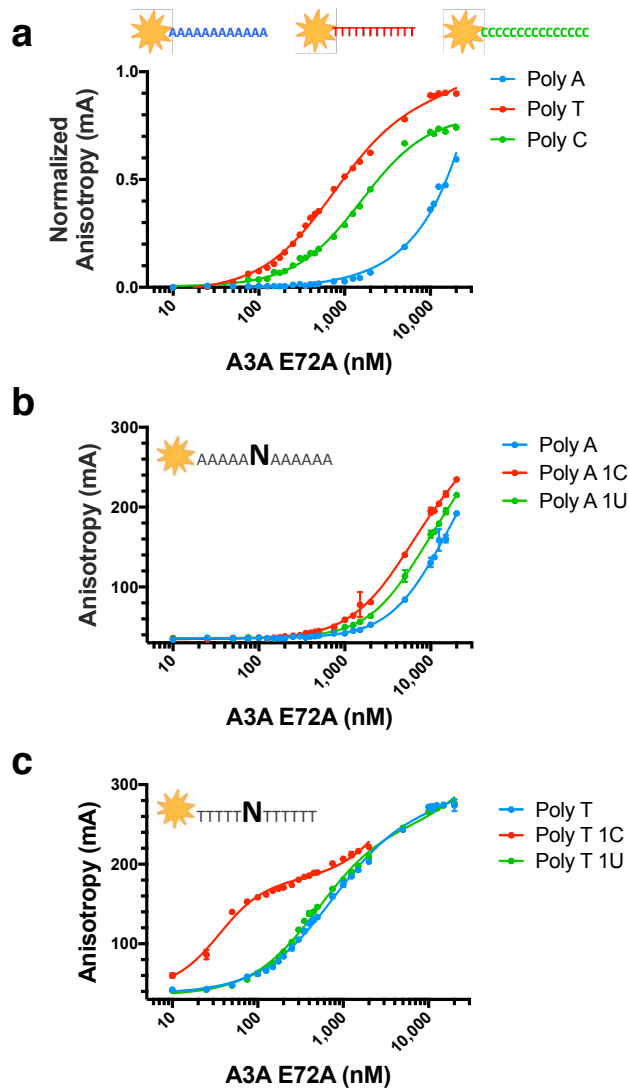 a
AAAAAAAAAAAA TTTTTTTTTTTT CCCCCCCCCCCCCCC
Normalized
Anisotropy (mA)
1.0
0.5
0.0
10 100 1,000 10,000
A3A E72A (nM)
Poly A
Poly T
Poly C
b
Anisotropy (mA)
300
200
100
AAAAANAAAAAA
10 100 1,000 10,000
A3A E72A (nM)
Poly A
Poly A 1C
Poly A 1U
c
Anisotropy (mA)
300
200
100
TTTTTNTTTTTT
10 100 1,000 10,000
A3A E72A (nM)
Poly T
Poly T 1C
Poly T 1U